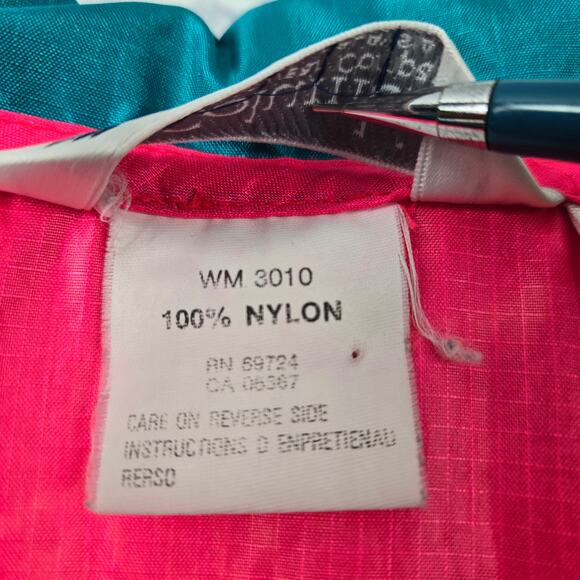 WM 3010
100% NYLON
RN 69724
CA 06367
CARE ON REVERSE SIDE
INSTRUCTIONS D ENPRETIENAU
RERSO